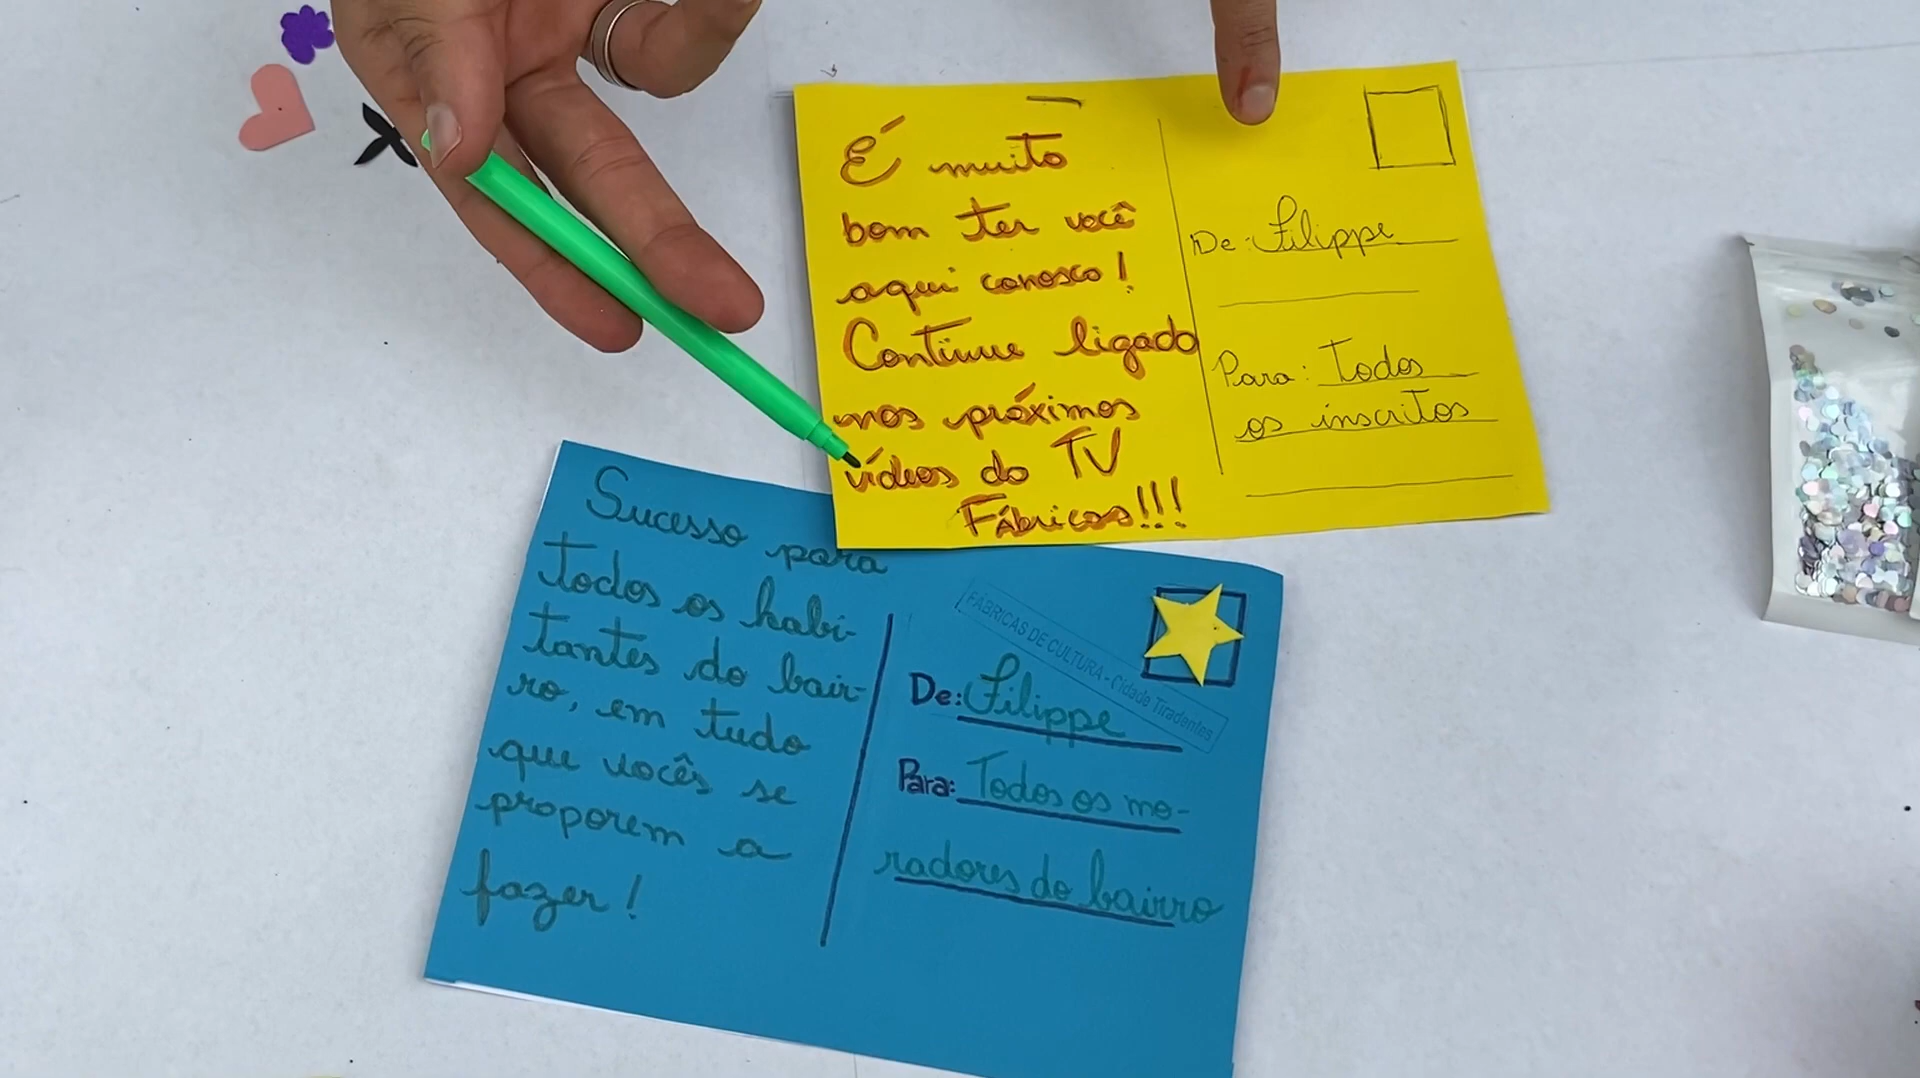 É muito
bom ter você
aqui conosco!
Continue ligado
nos próximos
vídeos do TV
Fábricas!!!
De: Filippe
Para: Todos
os inscritos
Sucesso para
todos os habi-
tantes do bair-
ro, em tudo
que vocês se
proporem a
fazer!
FÁBRICAS DE CULTURA - Cidade Tiradentes
De: Filippe
Para: Todos os mo-
radores do bairro